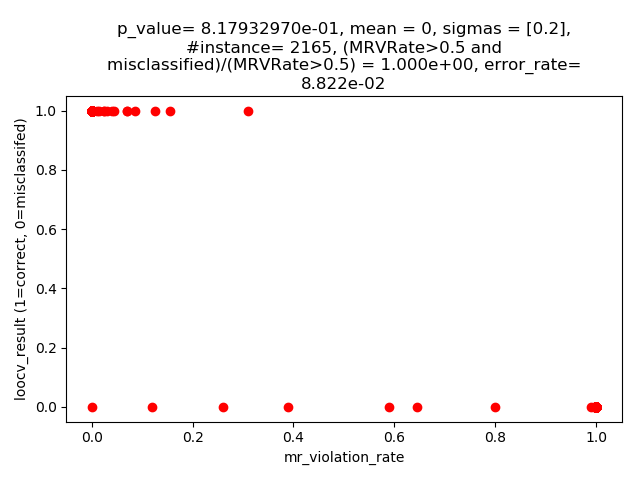 p_value= 8.17932970e-01, mean = 0, sigmas = [0.2],
#instance= 2165, (MRVRate>0.5 and
misclassified)/(MRVRate>0.5) = 1.000e+00, error_rate=
8.822e-02
loocv_result (1=correct, 0=misclassifed)
1.0
0.8
0.6
0.4
0.2
0.0
0.0 0.2 0.4 0.6 0.8 1.0
mr_violation_rate